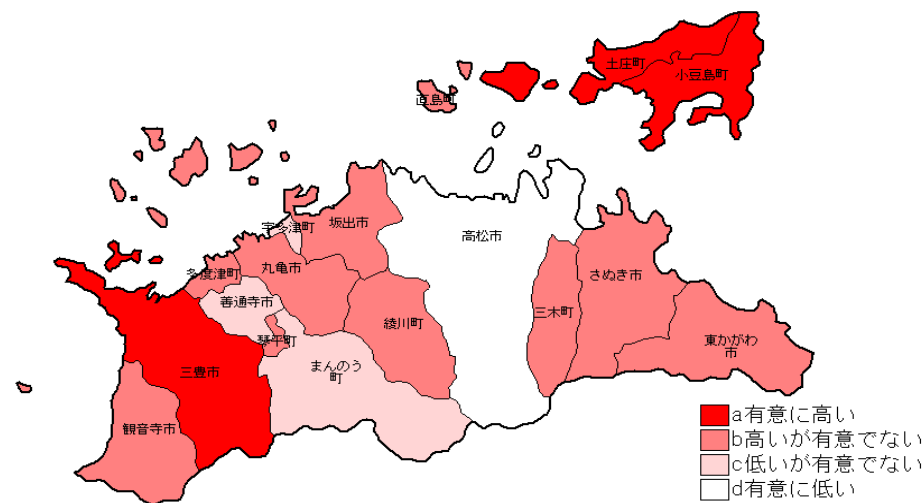 土庄町
小豆島町
直島町
宇多津町
坂出市
高松市
多度津町
丸亀市
さぬき市
善通寺市
三木町
綾川町
琴平町
東かがわ
市
まんのう
町
三豊市
観音寺市
a有意に高い
b高いが有意でない
c低いが有意でない
d有意に低い